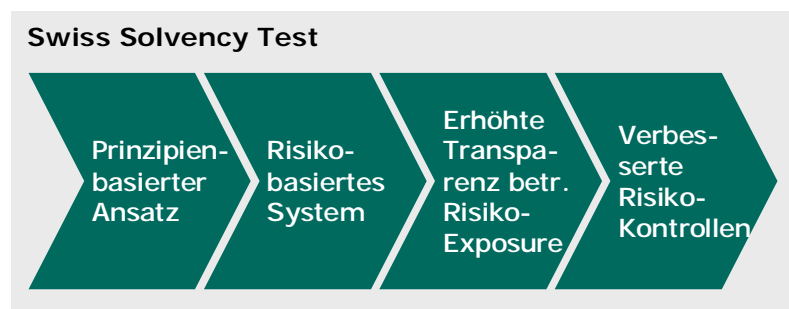 Swiss Solvency Test
Prinzipien-
basierter
Ansatz
Risiko-
basiertes
System
Erhöhte
Transpa-
renz betr.
Risiko-
Exposure
Verbes-
serte
Risiko-
Kontrollen